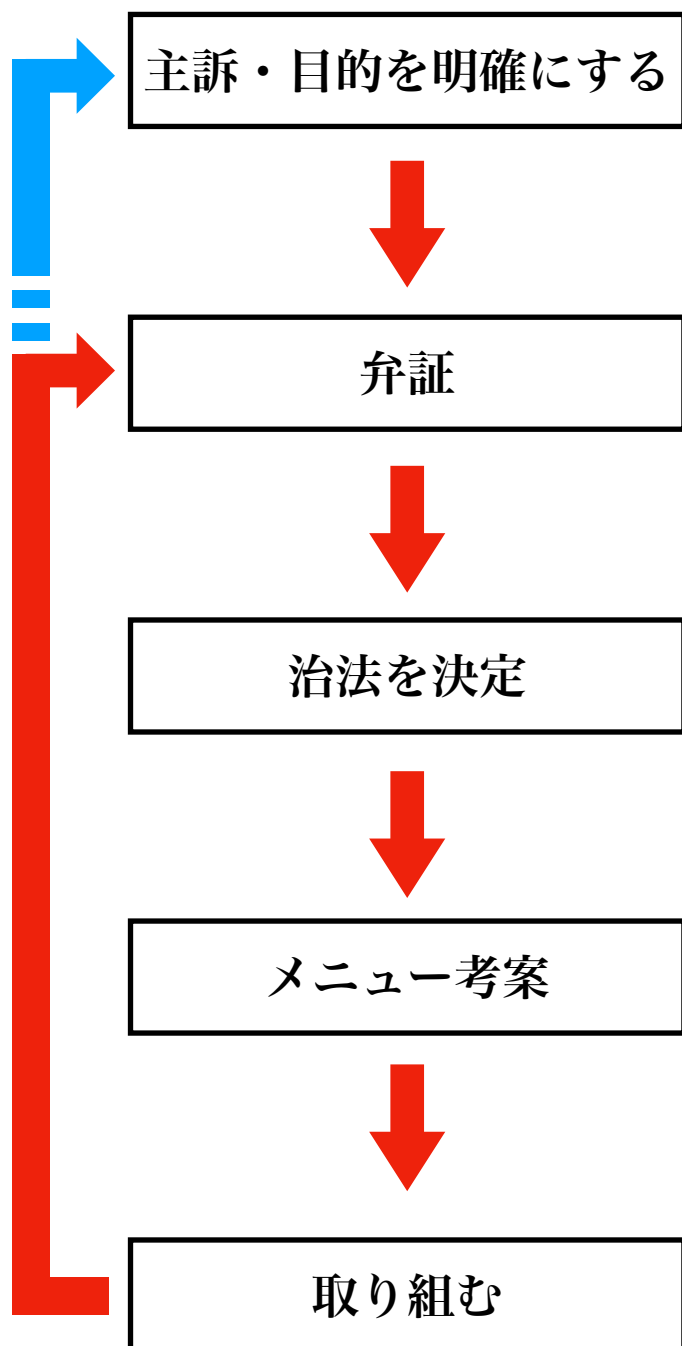 主訴・目的を明確にする
弁証
治法を決定
メニュー考案
取り組む